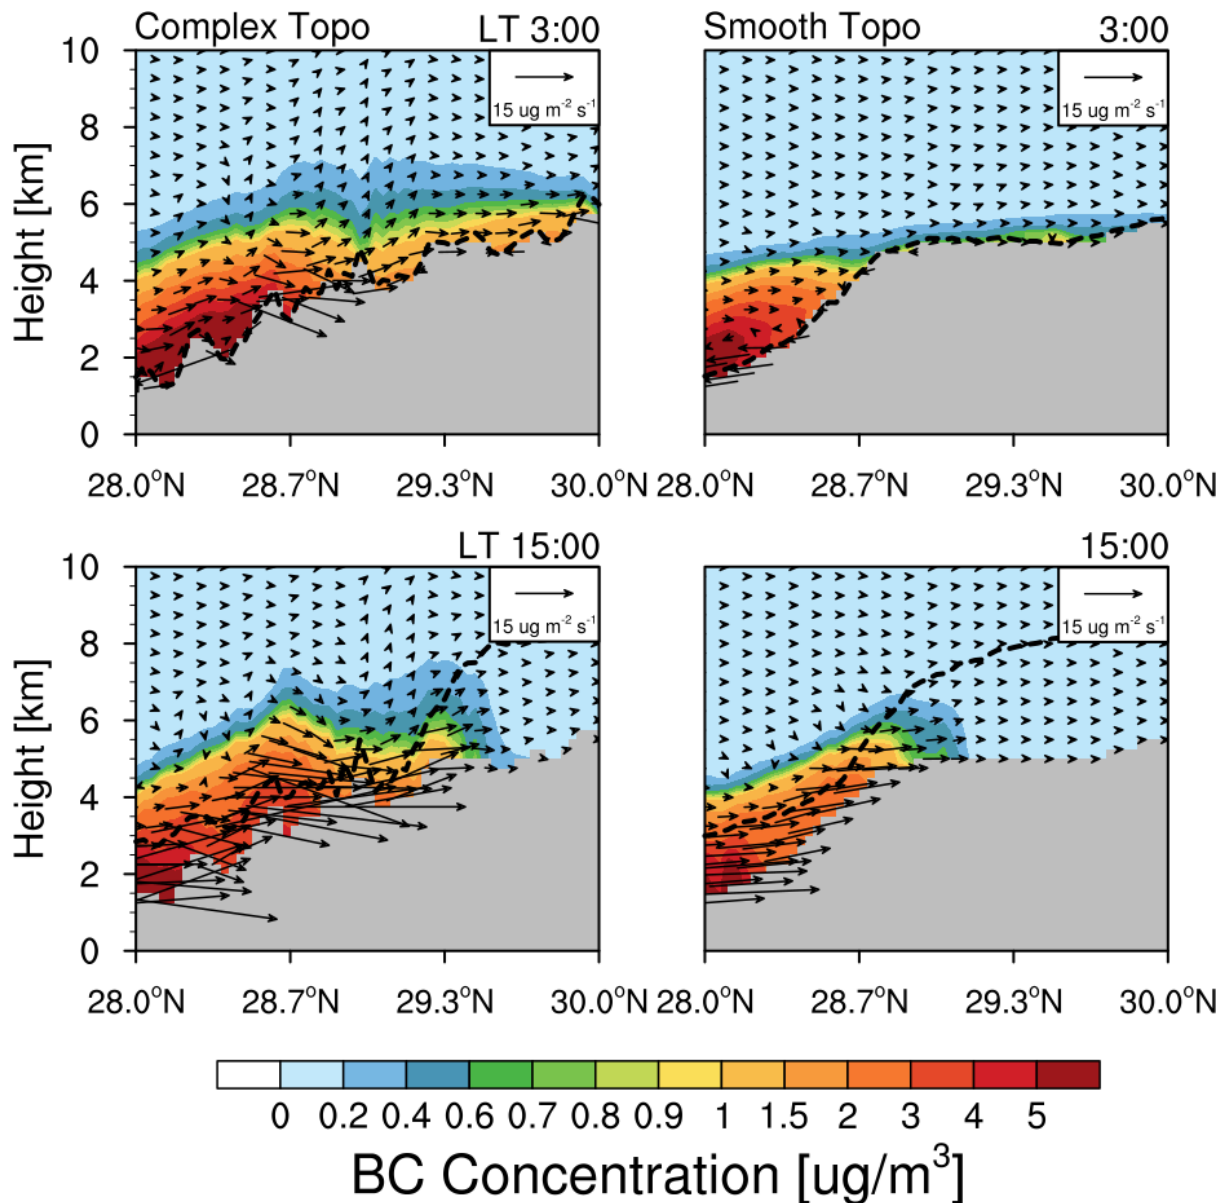 Complex Topo LT 3:00 Smooth Topo 3:00
10
15 ug m⁻² s⁻¹ 15 ug m⁻² s⁻¹
8
6
4
2
0
Height [km]
28.0°N 28.7°N 29.3°N 30.0°N 28.0°N 28.7°N 29.3°N 30.0°N
LT 15:00 15:00
10
15 ug m⁻² s⁻¹ 15 ug m⁻² s⁻¹
8
6
4
2
0
Height [km]
28.0°N 28.7°N 29.3°N 30.0°N 28.0°N 28.7°N 29.3°N 30.0°N
0 0.2 0.4 0.6 0.7 0.8 0.9 1 1.5 2 3 4 5
BC Concentration [ug/m³]